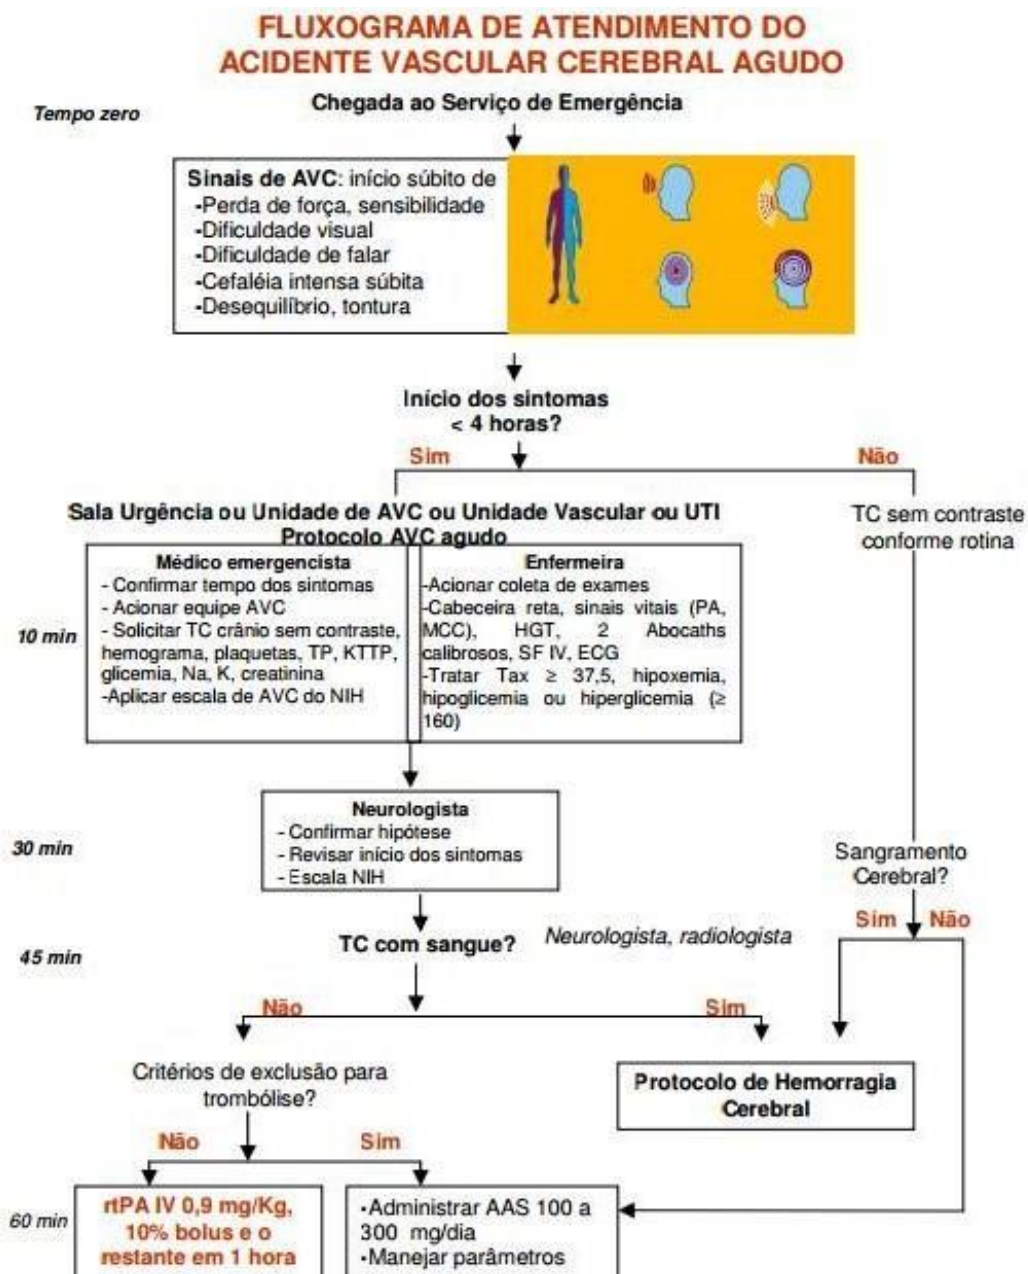 FLUXOGRAMA DE ATENDIMENTO DO
ACIDENTE VASCULAR CEREBRAL AGUDO
Tempo zero
Chegada ao Serviço de Emergência
Sinais de AVC: início súbito de
-Perda de força, sensibilidade
-Dificuldade visual
-Dificuldade de falar
-Cefaléia intensa súbita
-Desequilíbrio, tontura
Início dos sintomas
< 4 horas?
Sim
Não
Sala Urgência ou Unidade de AVC ou Unidade Vascular ou UTI
Protocolo AVC agudo
TC sem contraste
conforme rotina
10 min
Médico emergencista
- Confirmar tempo dos sintomas
- Acionar equipe AVC
- Solicitar TC crânio sem contraste,
hemograma, plaquetas, TP, KTTP,
glicemia, Na, K, creatinina
-Aplicar escala de AVC do NIH
Enfermeira
-Acionar coleta de exames
-Cabeceira reta, sinais vitais (PA,
MCC), HGT, 2 Abocaths
calibrosos, SF IV, ECG
-Tratar Tax ≥ 37,5, hipoxemia,
hipoglicemia ou hiperglicemia (≥
160)
30 min
Neurologista
- Confirmar hipótese
- Revisar início dos sintomas
- Escala NIH
Sangramento
Cerebral?
Sim Não
45 min
TC com sangue?
Neurologista, radiologista
Não
Sim
Critérios de exclusão para
trombólise?
Protocolo de Hemorragia
Cerebral
Não
Sim
60 min
rtPA IV 0,9 mg/Kg,
10% bolus e o
restante em 1 hora
•Administrar AAS 100 a
300 mg/dia
•Manejar parâmetros